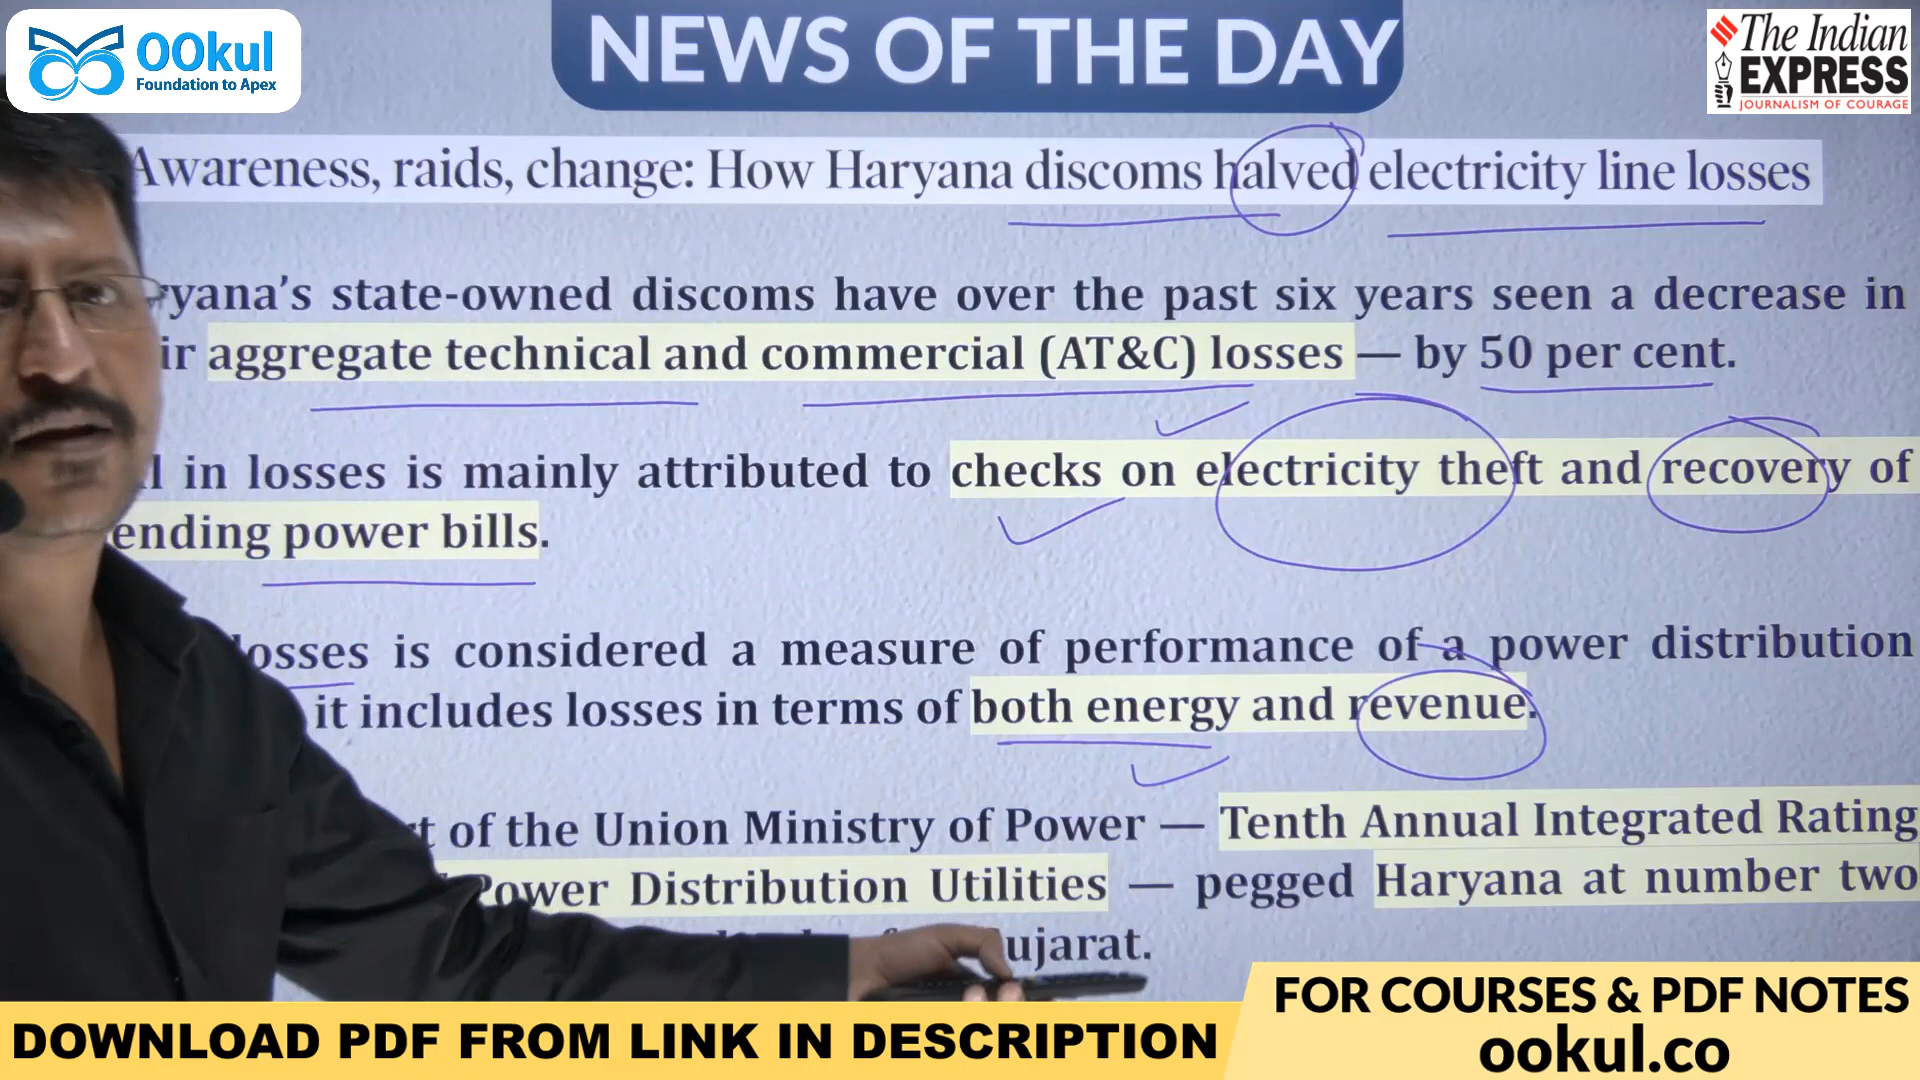 OOkul
Foundation to Apex
NEWS OF THE DAY
The Indian
EXPRESS
JOURNALISM OF COURAGE
Awareness, raids, change: How Haryana discoms halved electricity line losses
ryana's state-owned discoms have over the past six years seen a decrease in
ir aggregate technical and commercial (AT&C) losses — by 50 per cent.
l in losses is mainly attributed to checks on electricity theft and recovery of
ending power bills.
losses is considered a measure of performance of a power distribution
it includes losses in terms of both energy and revenue.
t of the Union Ministry of Power — Tenth Annual Integrated Rating
Power Distribution Utilities — pegged Haryana at number two
ujarat.
DOWNLOAD PDF FROM LINK IN DESCRIPTION
FOR COURSES & PDF NOTES
ookul.co